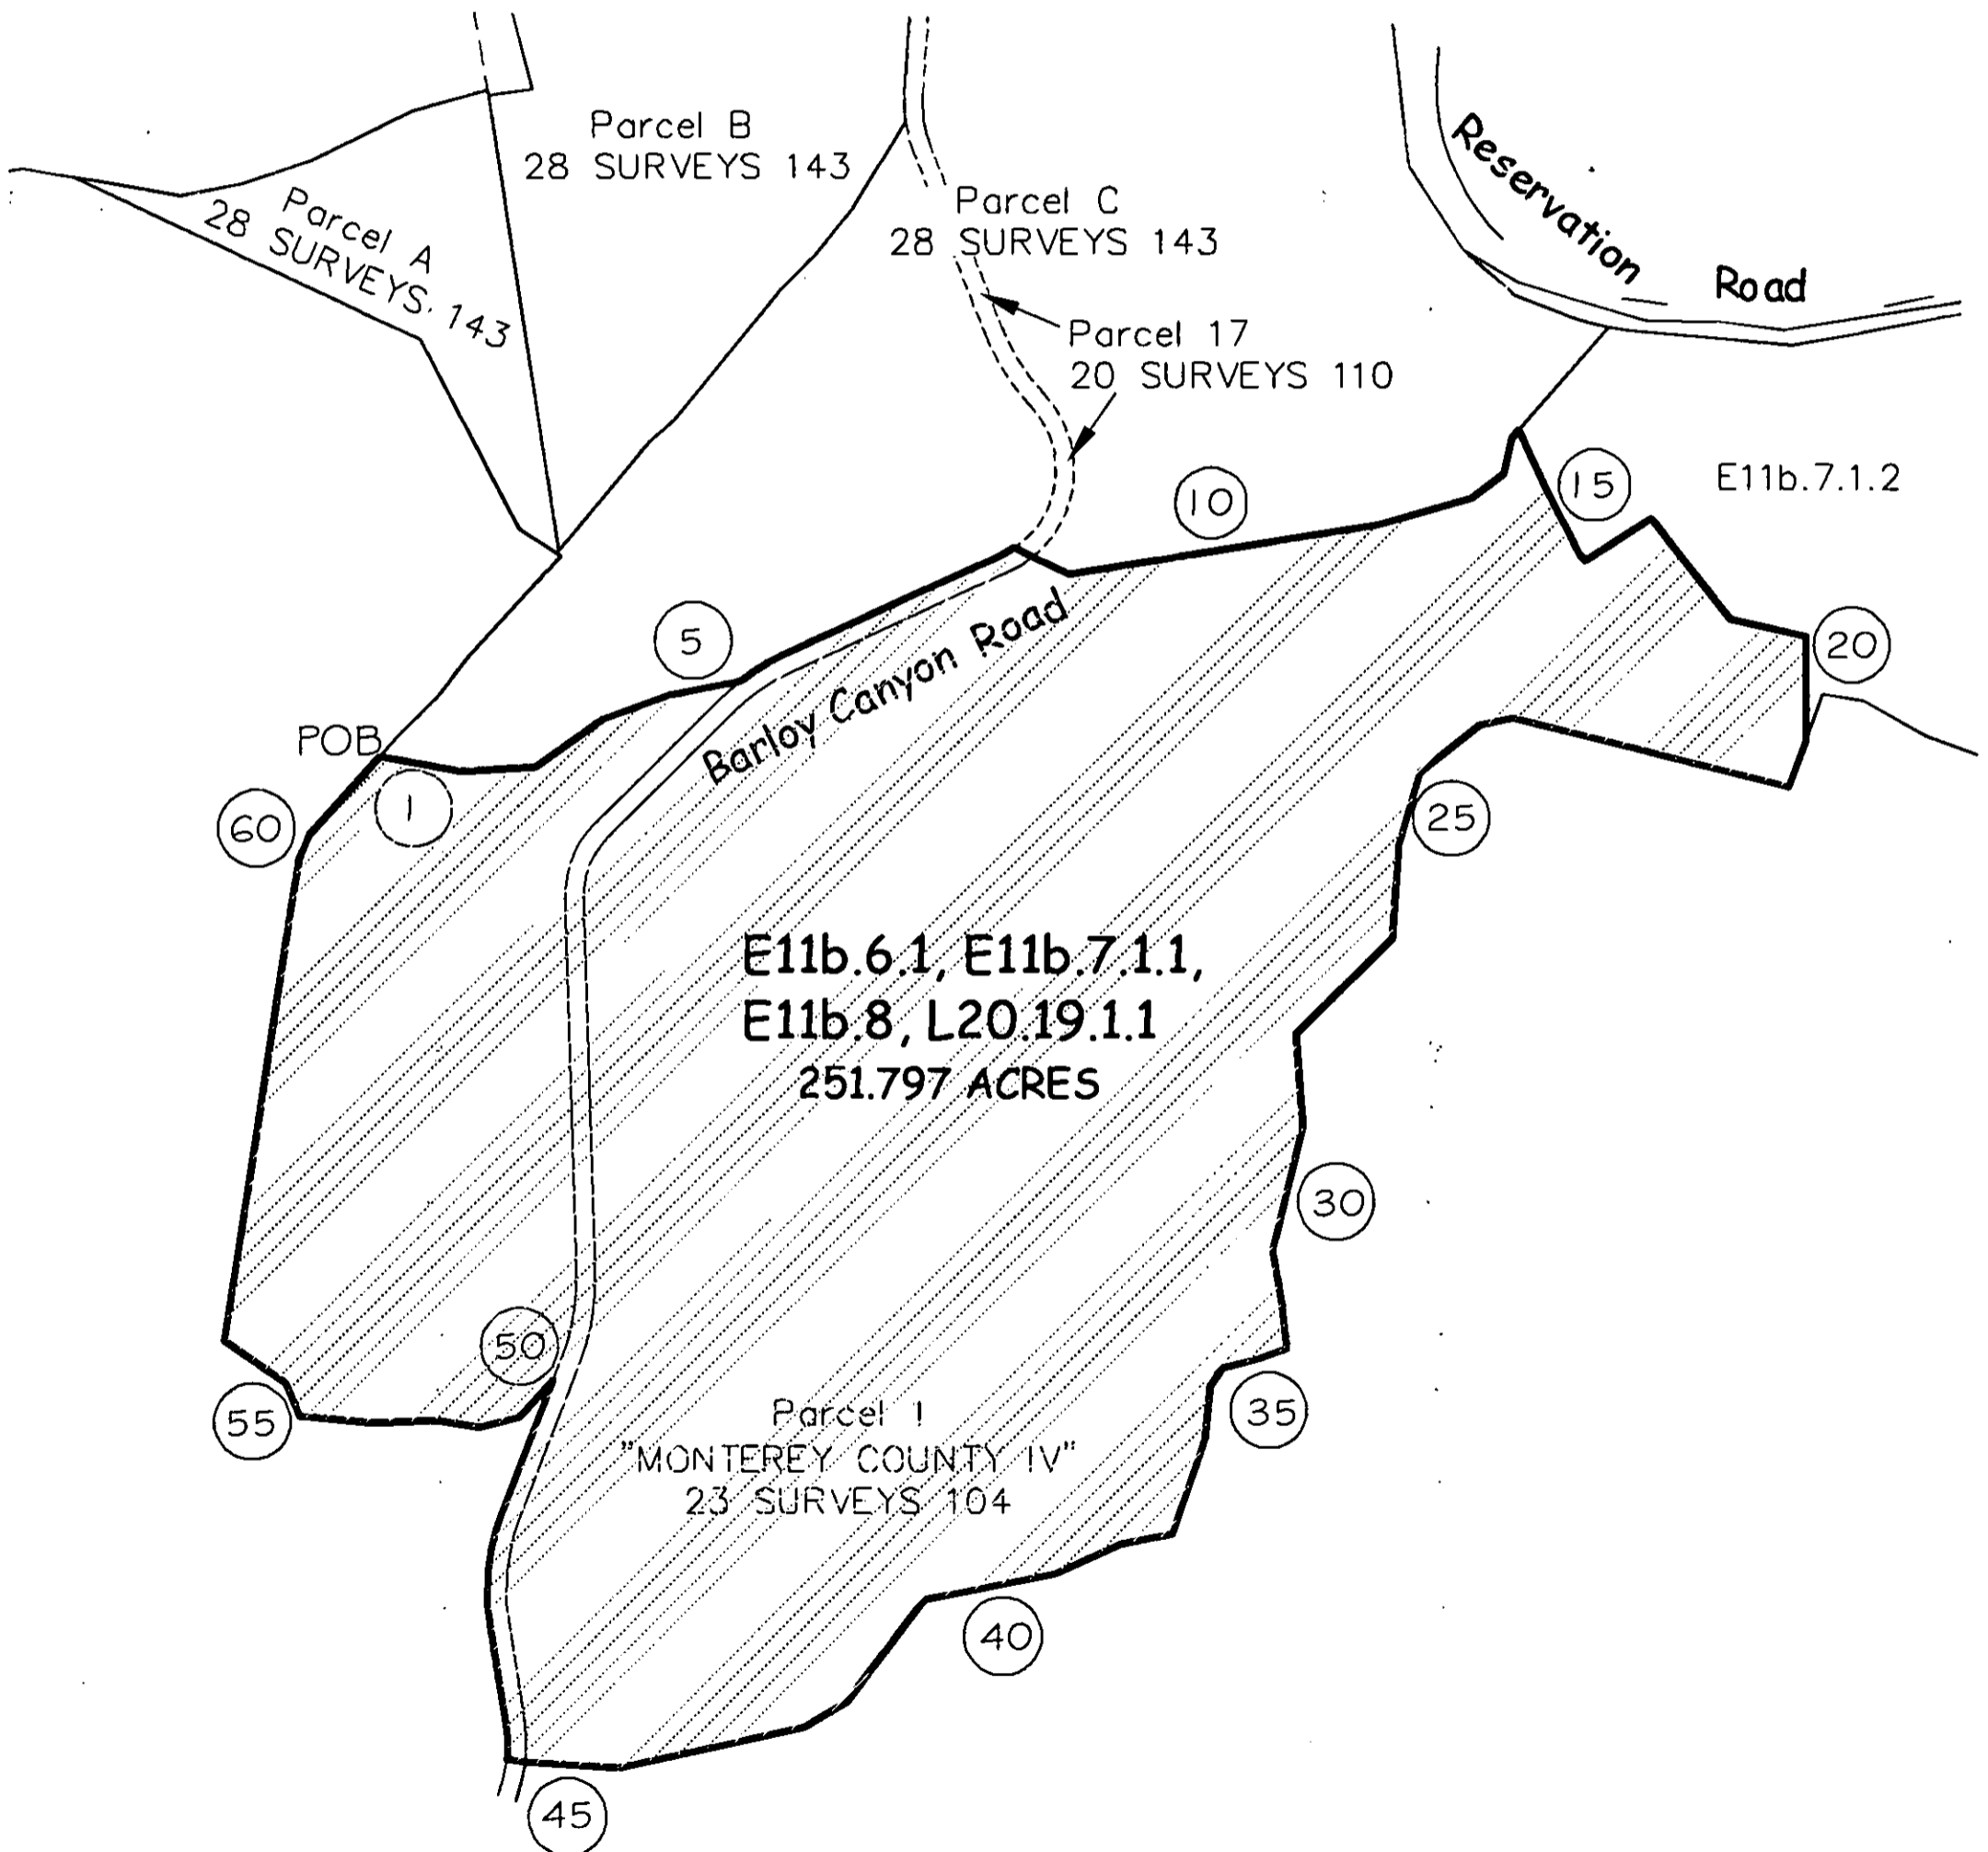 Parcel B
28 SURVEYS 143
Parcel A
28 SURVEYS 143
Parcel C
28 SURVEYS 143
Reservation Road
Parcel 17
20 SURVEYS 110
E11b.7.1.2
10
15
5
20
Barloy Canyon Road
POB
1
60
25
E11b.6.1, E11b.7.1.1,
E11b.8, L20.19.1.1
251.797 ACRES
30
50
55
35
Parcel 1
"MONTEREY COUNTY IV"
23 SURVEYS 104
40
45